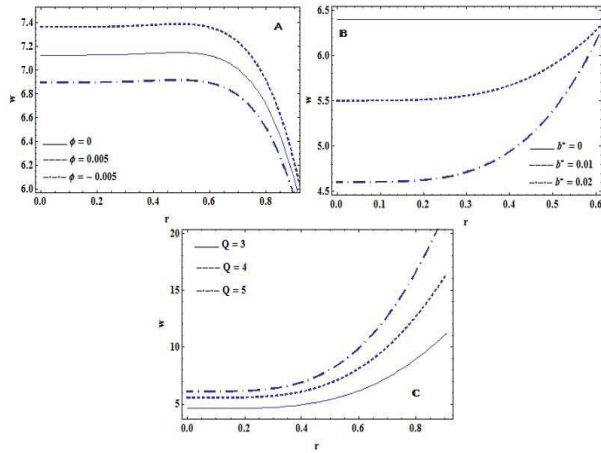 A
7.4
7.2
7.0
6.8
6.6
6.4
6.2
6.0
w
ϕ = 0
ϕ = 0.005
ϕ = − 0.005
0.0 0.2 0.4 0.6 0.8
r
B
6.5
6.0
5.5
5.0
4.5
w
b* = 0
b* = 0.01
b* = 0.02
0.0 0.1 0.2 0.3 0.4 0.5 0.6
r
20
15
10
5
w
Q = 3
Q = 4
Q = 5
C
0.0 0.2 0.4 0.6 0.8
r